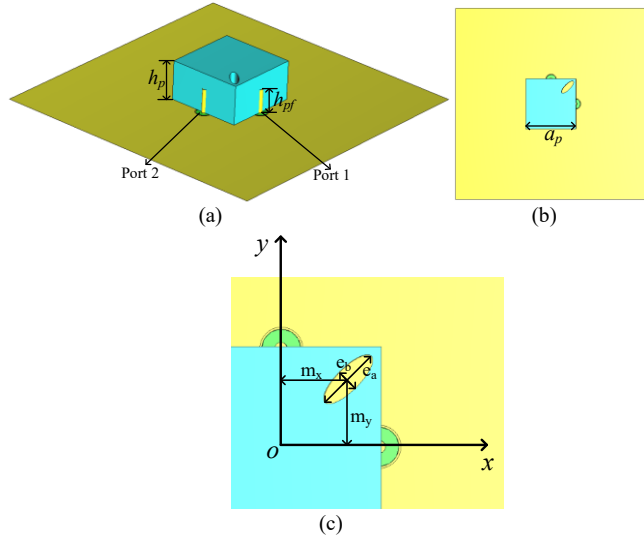 h_p
h_pf
Port 2
Port 1
a_p
(a)
(b)
y
m_x
e_b
e_a
m_y
o
x
(c)